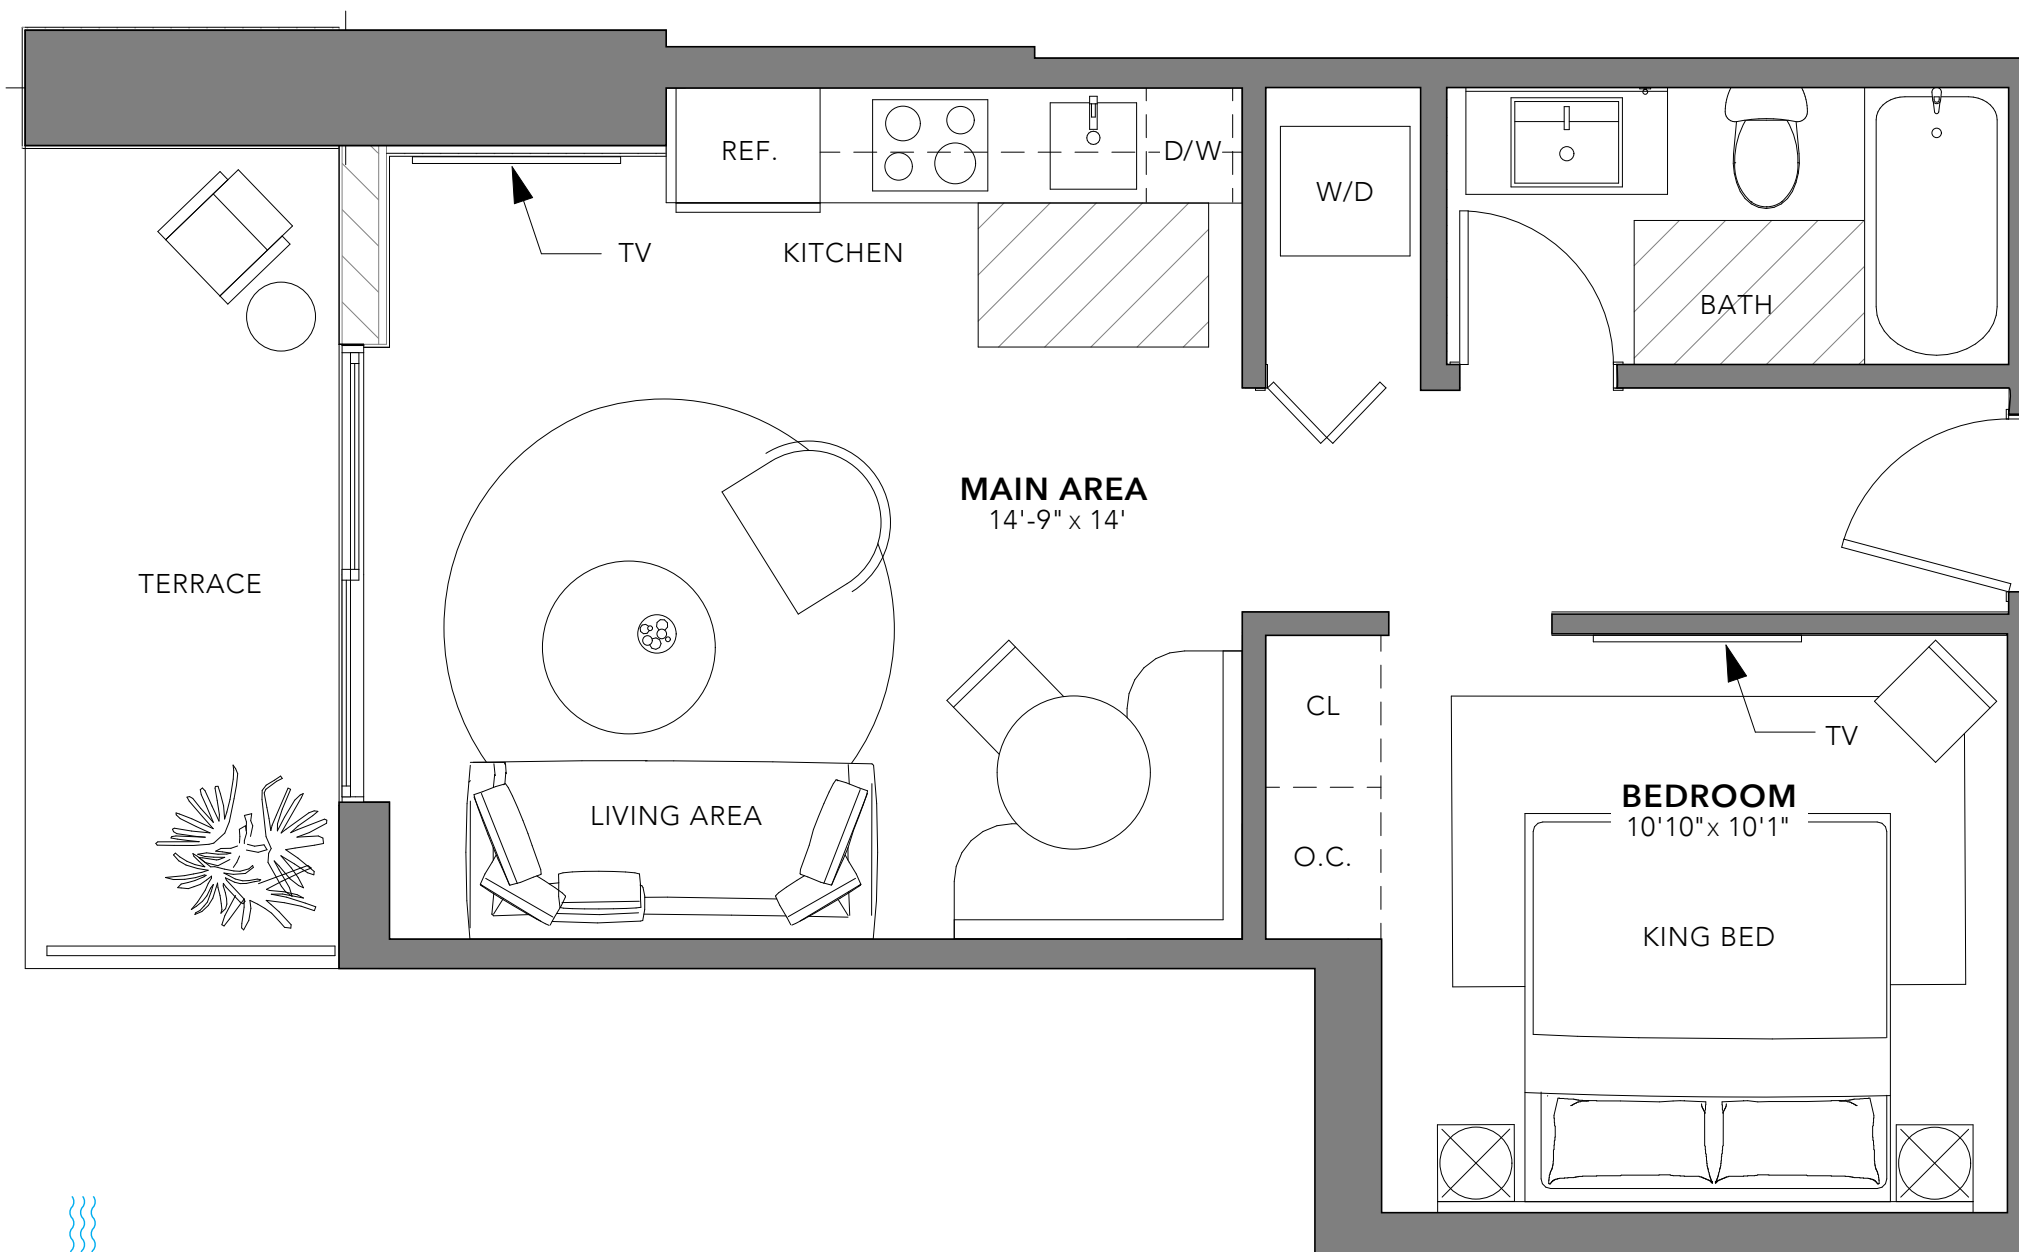 REF.
D/W
W/D
TV
KITCHEN
BATH
MAIN AREA
14'-9" x 14'
TERRACE
CL
TV
BEDROOM
10'10" x 10'1"
LIVING AREA
O.C.
KING BED